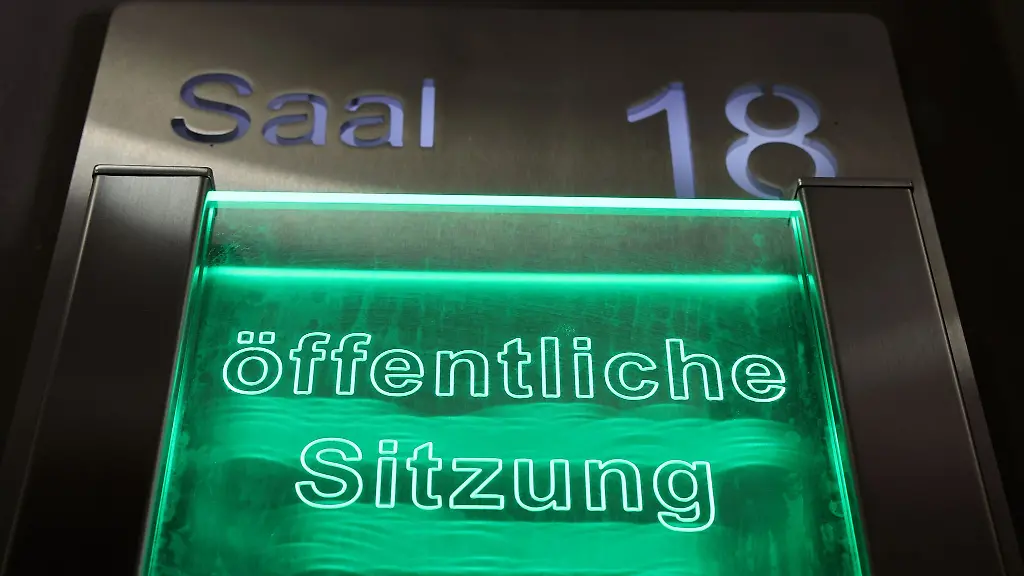 Saal 18
öffentliche
Sitzung